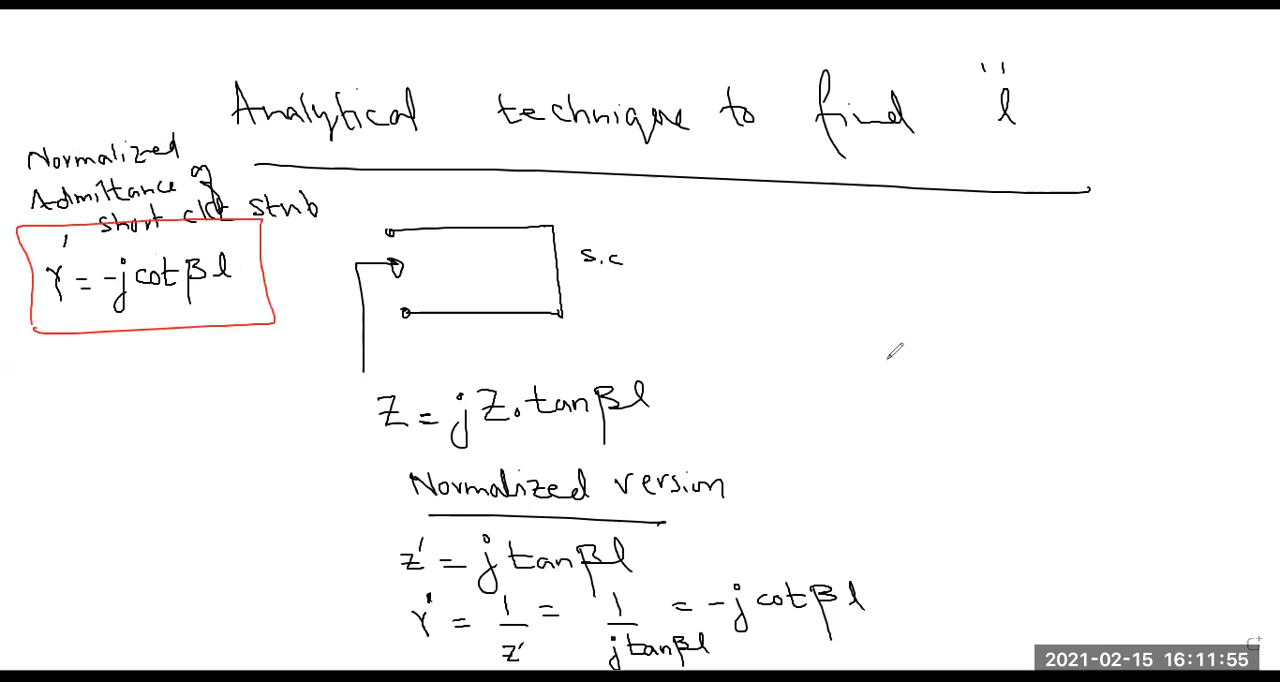 Analytical technique to find "l
Normalized
Admittance of
short ckt stub
Y' = -j cot βl
s.c
Z = j Z₀ tan βl
Normalized version
z' = j tan βl
Y' = 1/z' = 1/(j tan βl) = -j cot βl
2021-02-15 16:11:55